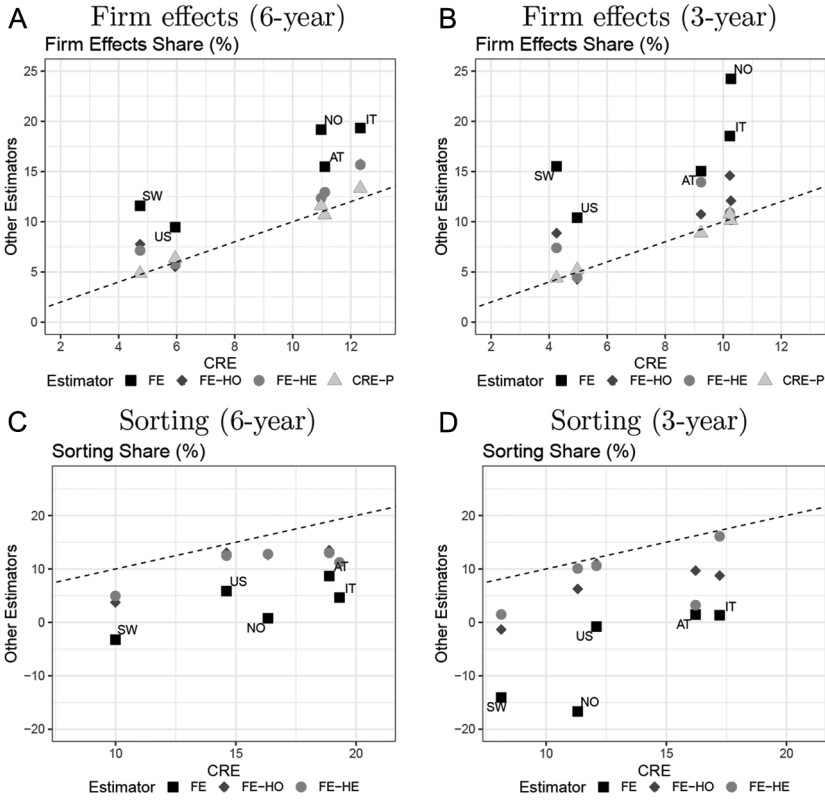 A
Firm effects (6-year)
Firm Effects Share (%)
Other Estimators
25
20
15
10
5
0
NO
IT
AT
SW
US
2
4
6
8
10
12
CRE
Estimator FE FE-HO FE-HE CRE-P
B
Firm effects (3-year)
Firm Effects Share (%)
Other Estimators
25
20
15
10
5
0
NO
IT
SW
AT
US
2
4
6
8
10
12
CRE
Estimator FE FE-HO FE-HE CRE-P
C
Sorting (6-year)
Sorting Share (%)
Other Estimators
20
10
0
−10
−20
AT
US
IT
NO
SW
10
15
20
CRE
Estimator FE FE-HO FE-HE
D
Sorting (3-year)
Sorting Share (%)
Other Estimators
20
10
0
−10
−20
IT
AT
US
SW
NO
10
15
20
CRE
Estimator FE FE-HO FE-HE